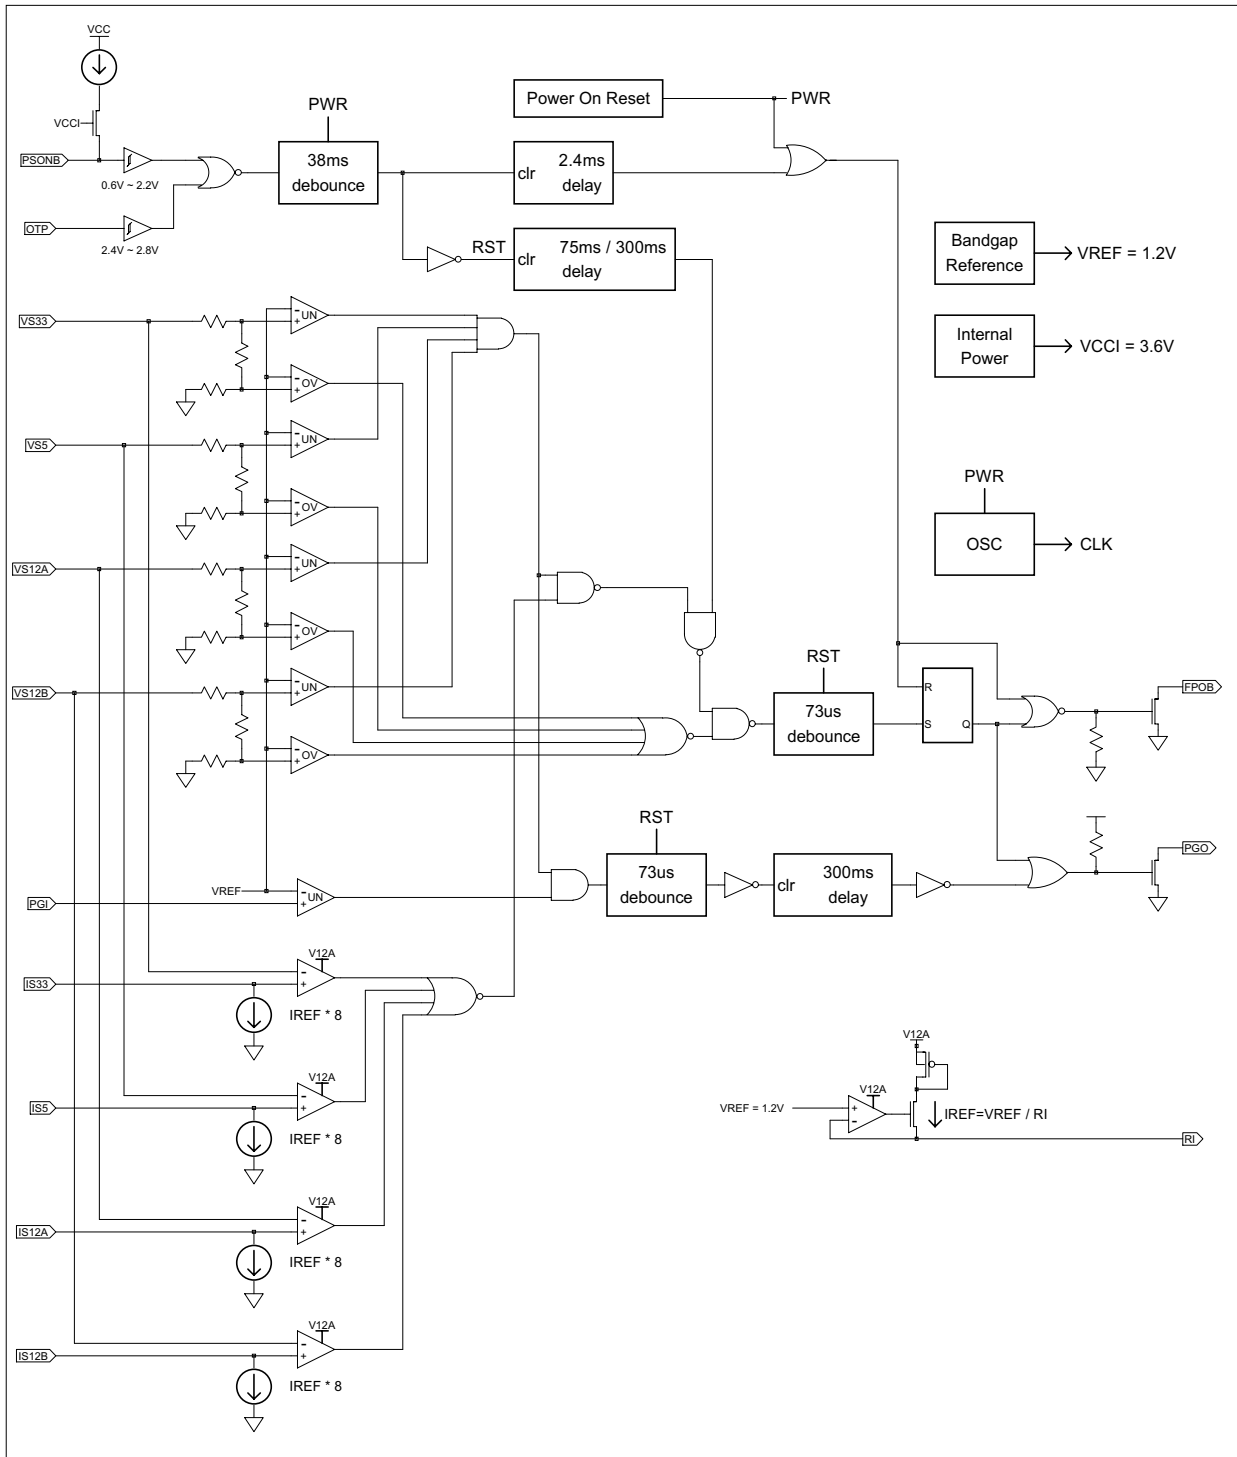 VCC
VCCI
PSONB
0.6V ~ 2.2V
OTP
2.4V ~ 2.8V
PWR
38ms
debounce
Power On Reset
PWR
clr 2.4ms
delay
RST
clr 75ms / 300ms
delay
Bandgap
Reference
VREF = 1.2V
Internal
Power
VCCI = 3.6V
PWR
OSC
CLK
VS33
- UN
+
- OV
+
VS5
- UN
+
- OV
+
VS12A
- UN
+
- OV
+
VS12B
- UN
+
- OV
+
RST
73us
debounce
R
S Q
FPOB
RST
73us
debounce
clr 300ms
delay
PGO
VREF
PGI
- UN
+
V12A
-
+
IS33
IREF * 8
V12A
-
+
IS5
IREF * 8
V12A
-
+
IS12A
IREF * 8
V12A
-
+
IS12B
IREF * 8
V12A
V12A
VREF = 1.2V
+
-
IREF=VREF / RI
RI